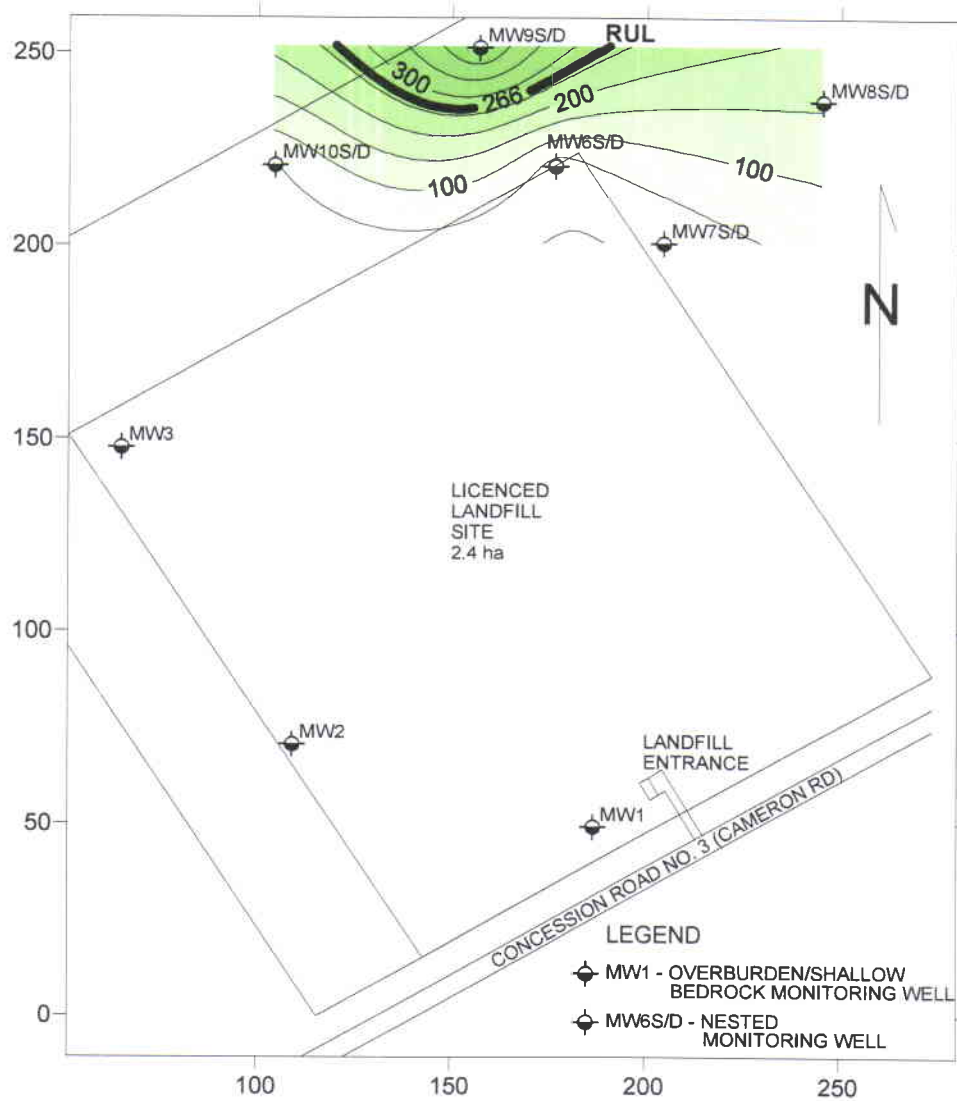 250
200
150
100
50
0
MW9S/D
RUL
300
266
200
MW8S/D
MW10S/D
MW6S/D
100
100
MW7S/D
N
MW3
LICENCED
LANDFILL
SITE
2.4 ha
MW2
LANDFILL
ENTRANCE
MW1
CONCESSION ROAD NO. 3 (CAMERON RD)
LEGEND
MW1 - OVERBURDEN/SHALLOW
BEDROCK MONITORING WELL
MW6S/D - NESTED
MONITORING WELL
100
150
200
250